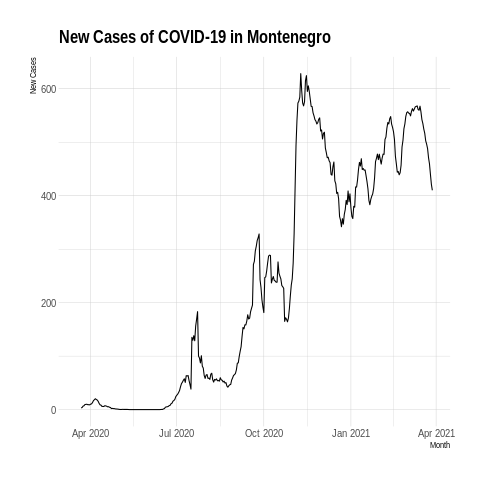 New Cases of COVID-19 in Montenegro
New Cases
600
400
200
0
Apr 2020 Jul 2020 Oct 2020 Jan 2021 Apr 2021
Month